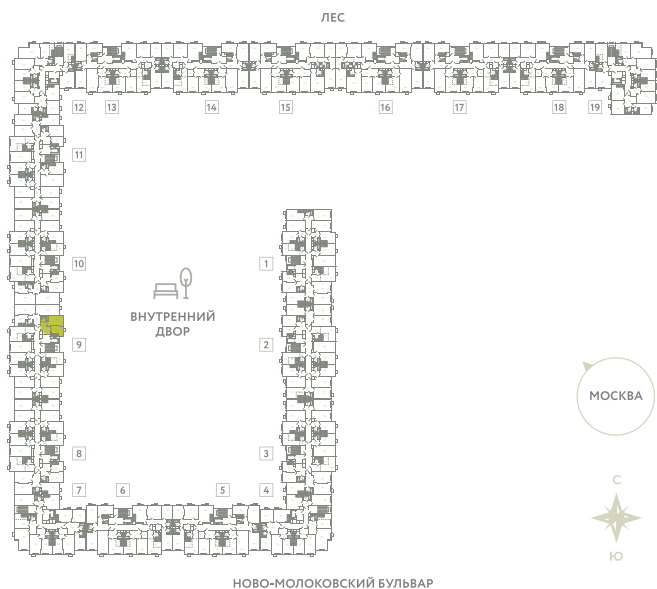 ЛЕС
12 13 14 15 16 17 18 19
11
10 1
ВНУТРЕННИЙ
ДВОР
9 2
МОСКВА
8 3
7 6 5 4
С
Ю
НОВО-МОЛОКОВСКИЙ БУЛЬВАР